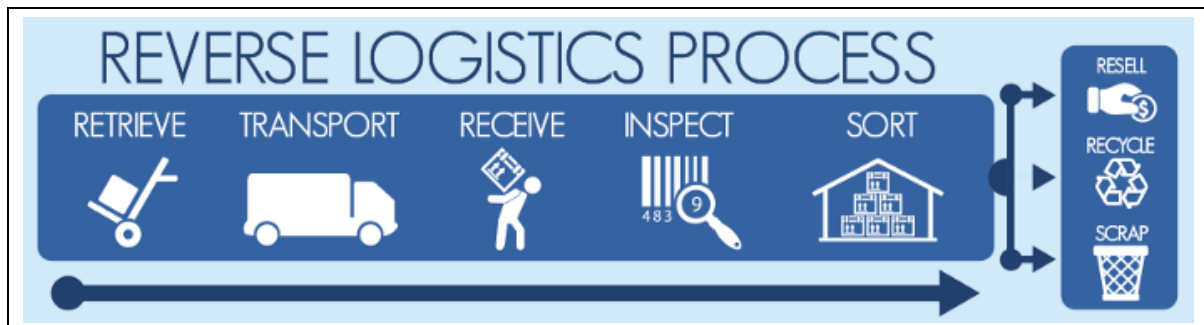 REVERSE LOGISTICS PROCESS
RETRIEVE TRANSPORT RECEIVE INSPECT SORT
483 9
RESELL
$
RECYCLE
SCRAP